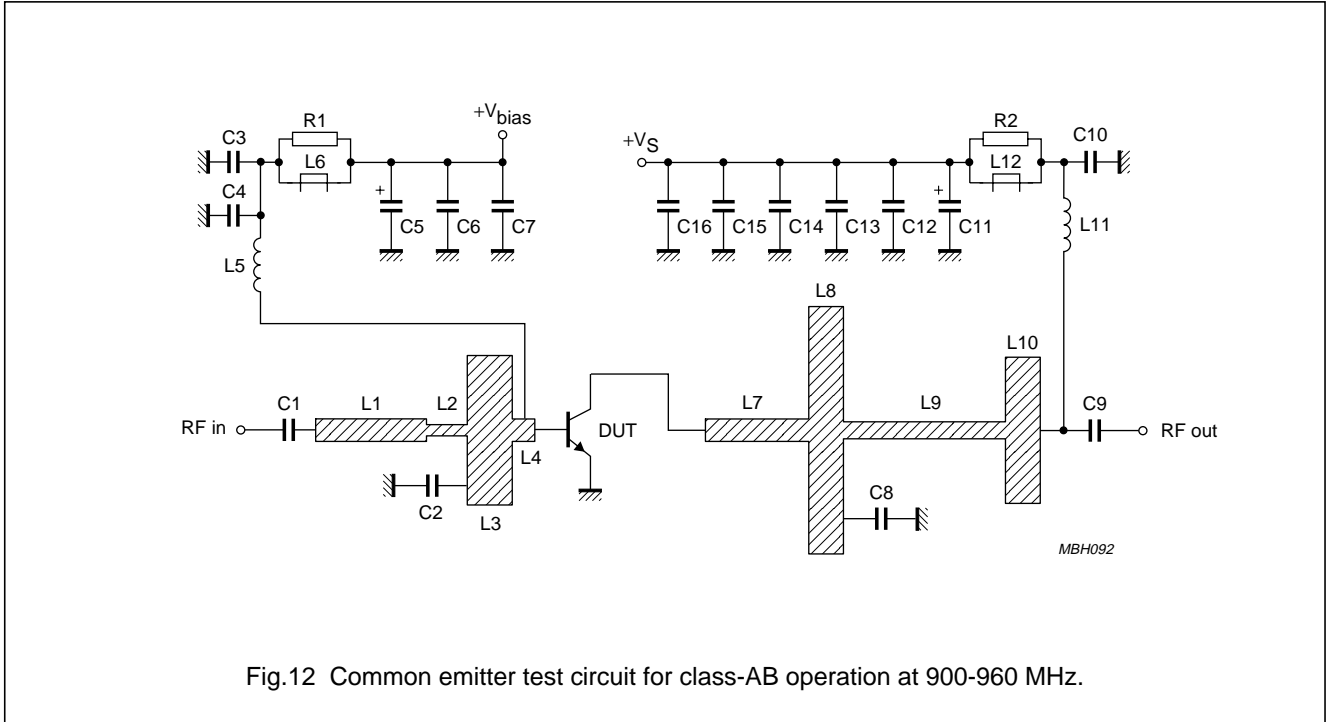 +Vbias
R1
R2
C3
+VS
C10
L6
L12
C4
+
+
C5
C6
C7
C16
C15
C14
C13
C12
C11
L11
L5
L8
L10
C1
L1
L2
L7
L9
C9
RF in
DUT
RF out
L4
C2
C8
L3
MBH092
Fig.12 Common emitter test circuit for class-AB operation at 900-960 MHz.